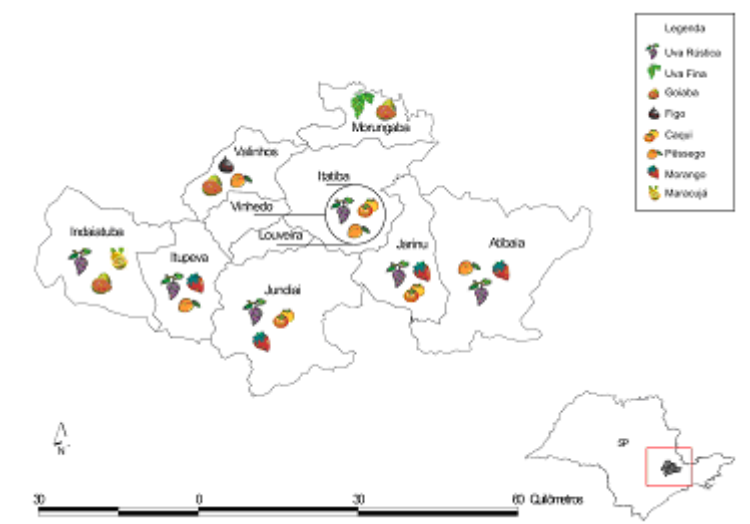 Legenda
Uva Rústica
Uva Fina
Goiaba
Figo
Caqui
Pêssego
Morango
Maracujá
Morungaba
Valinhos
Itatiba
Vinhedo
Louveira
Indaiatuba
Itupeva
Jarinu
Atibaia
Jundiaí
SP
N
30 0 30 60 Quilômetros